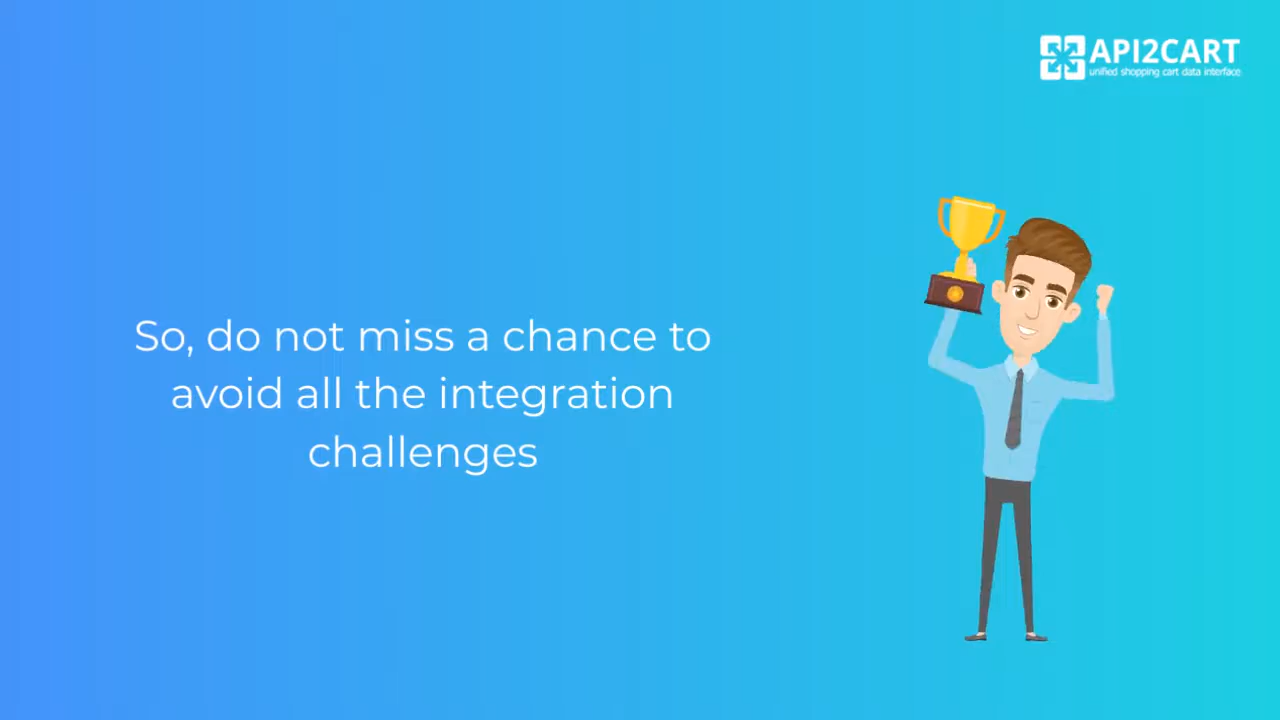 API2CART
unified shopping cart data interface
So, do not miss a chance to
avoid all the integration
challenges